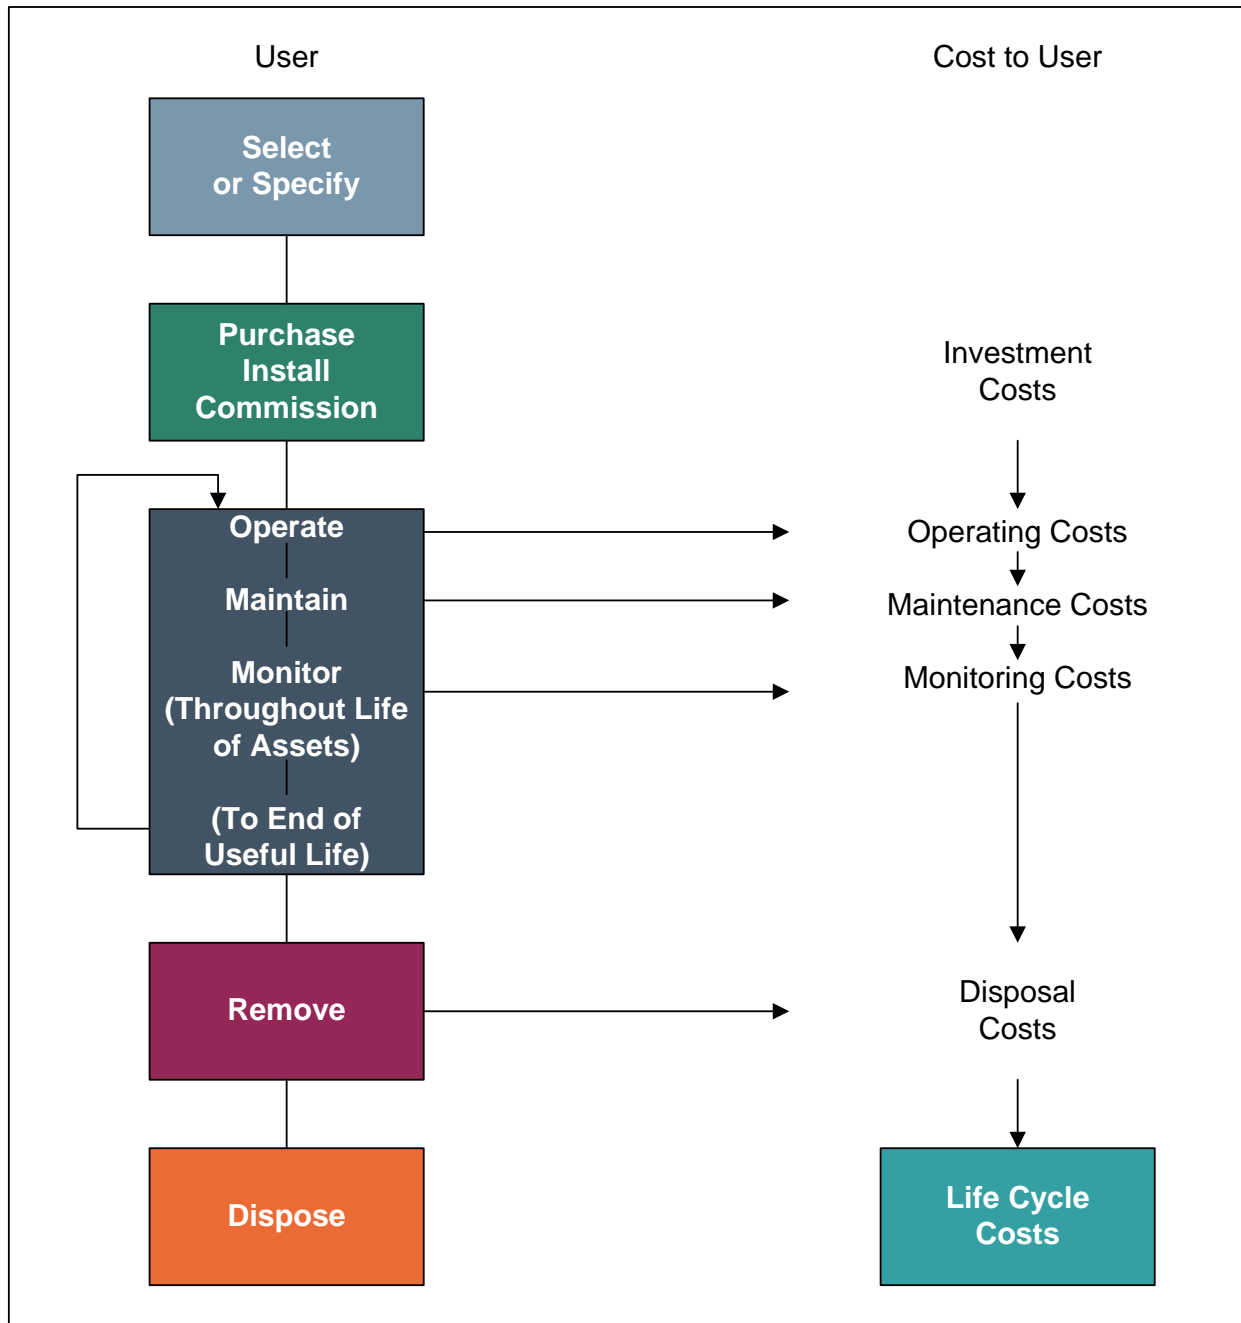 User
Cost to User
Select
or Specify
Purchase
Install
Commission
Investment
Costs
Operate
Operating Costs
Maintain
Maintenance Costs
Monitor
(Throughout Life
of Assets)
Monitoring Costs
(To End of
Useful Life)
Remove
Disposal
Costs
Dispose
Life Cycle
Costs